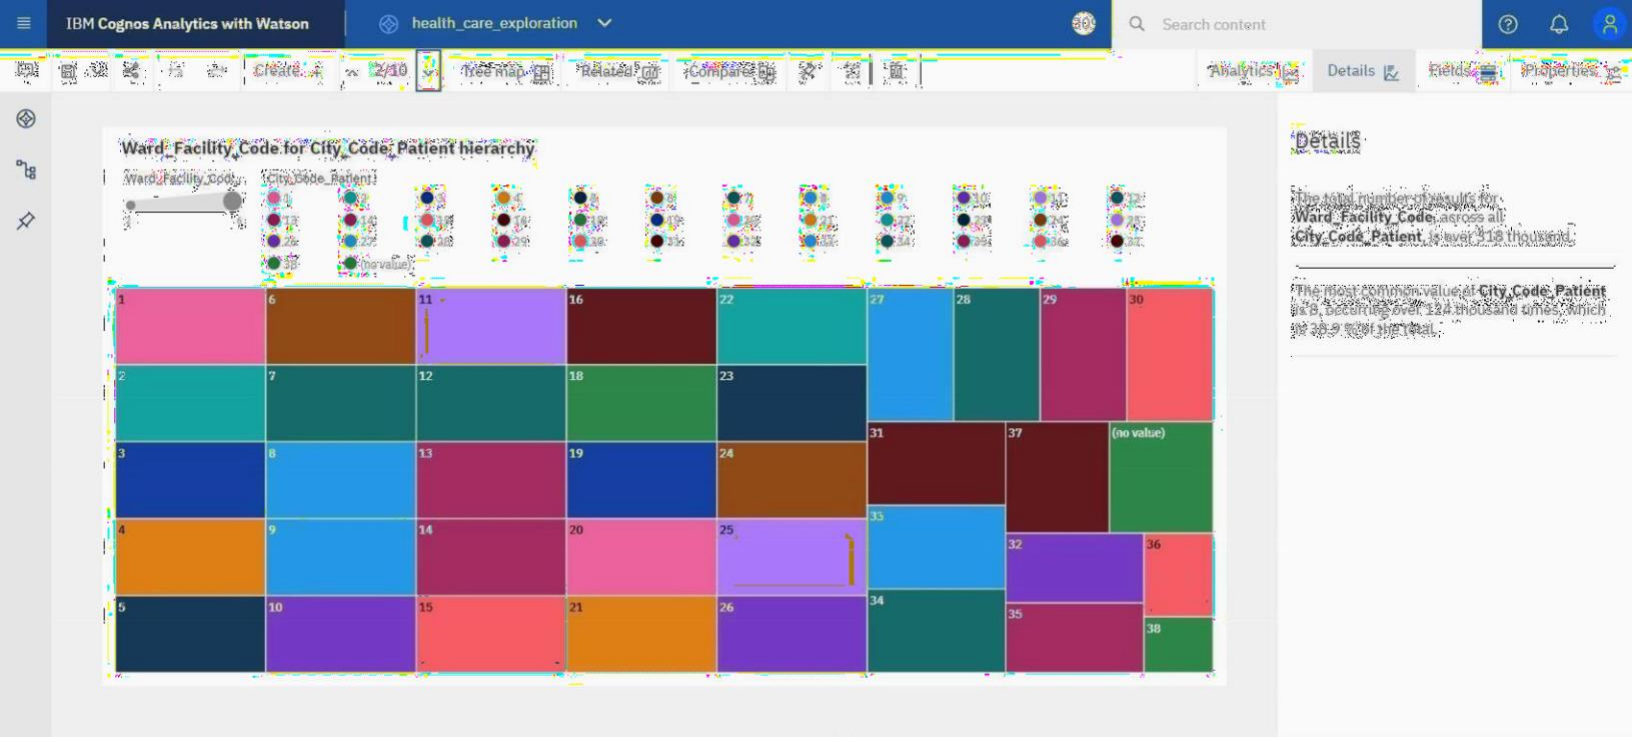 IBM Cognos Analytics with Watson
health_care_exploration
Search content
Create
2/10
Tree map
Related
Compare
Analytics
Details
Fields
Properties
Ward_Facility_Code for City_Code_Patient hierarchy
Ward_Facility_Cod...
City_Code_Patient
(no value)
1 6 11 16 22 27 28 29 30
2 7 12 18 23
31 37 (no value)
3 8 13 19 24
33
4 9 14 20 25
32 36
5 10 15 21 26
34 35
38
Details
The total number of results for
Ward_Facility_Code, across all
City_Code_Patient, is over 318 thousand.
The most common value of City_Code_Patient
is 8, occurring over 124 thousand times, which
is 38.9 % of the total.